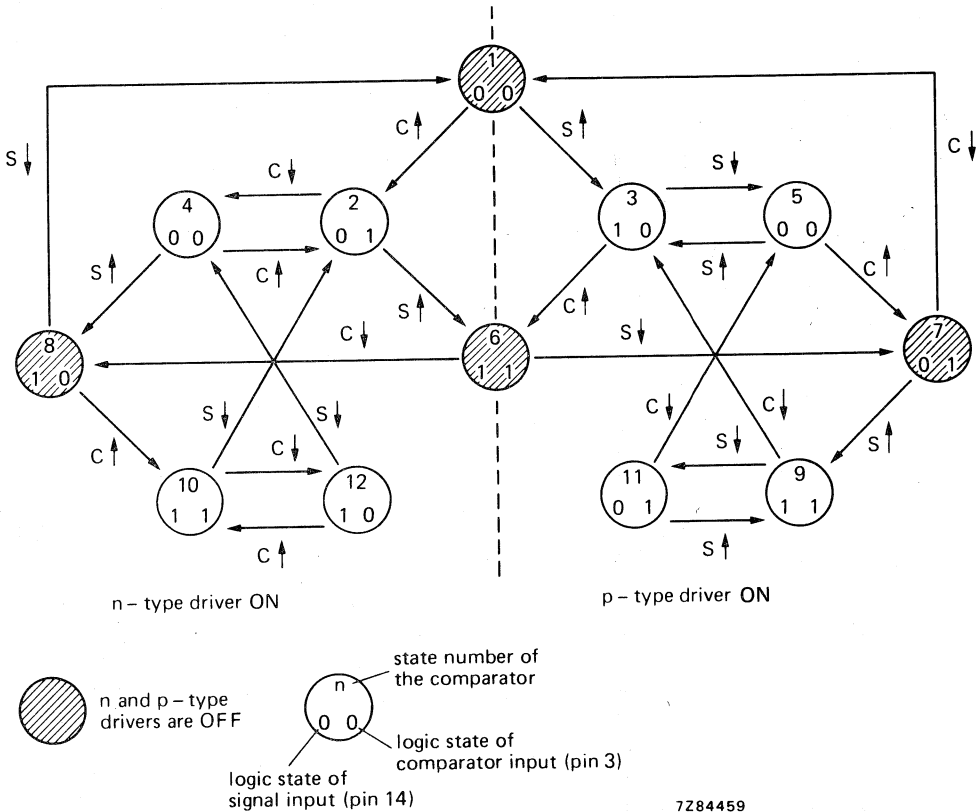 1
0 0
C
S
S
C
C
S
4
0 0
2
0 1
3
1 0
5
0 0
S
C
S
C
S
C
C
S
8
1 0
6
1 1
7
0 1
S
S
C
C
C
C
S
S
10
1 1
12
1 0
11
0 1
9
1 1
C
S
n – type driver ON
p – type driver ON
n and p – type
drivers are OFF
n
0 0
state number of
the comparator
logic state of
comparator input (pin 3)
logic state of
signal input (pin 14)
7Z84459